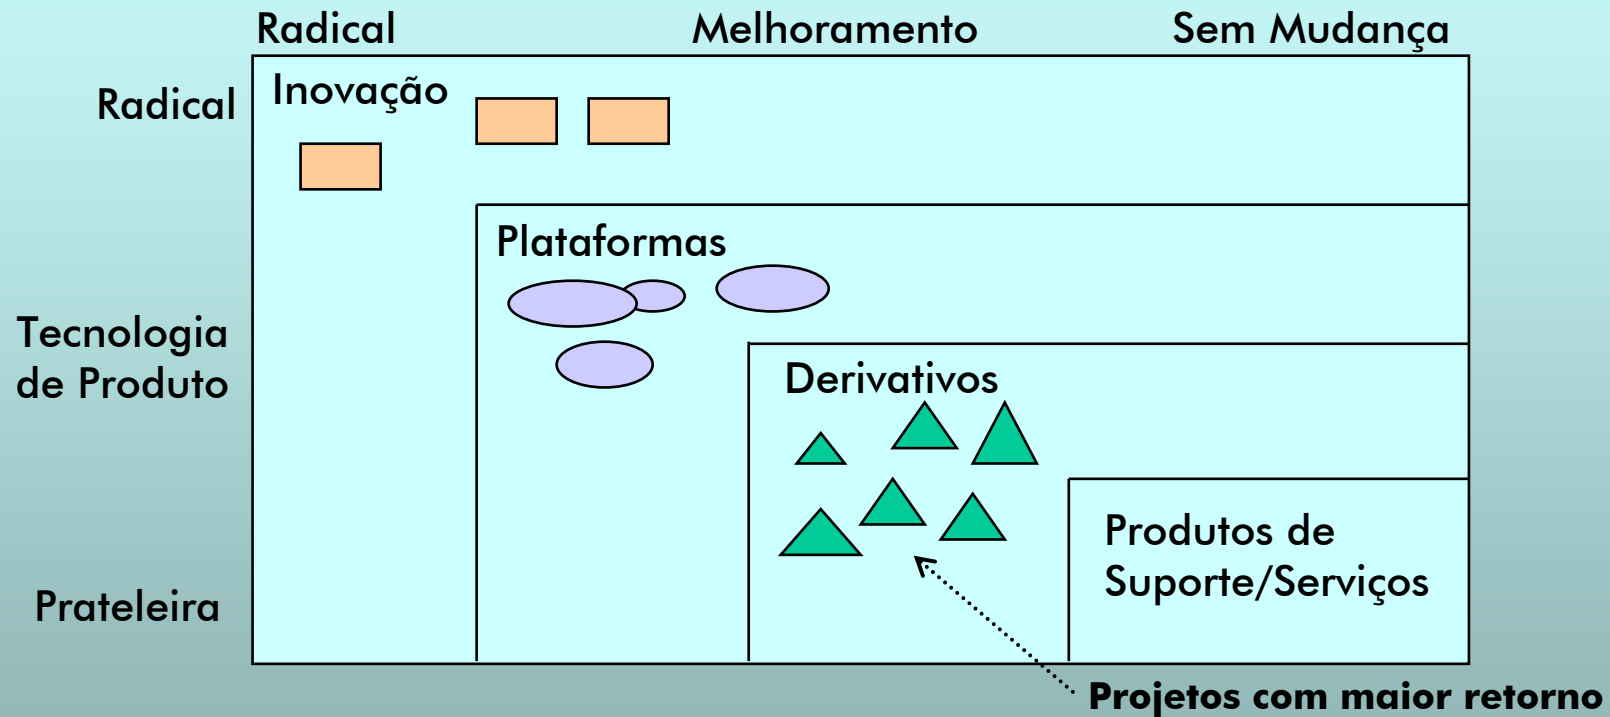 Radical Melhoramento Sem Mudança
Radical
Inovação
Plataformas
Tecnologia
de Produto
Derivativos
Produtos de
Suporte/Serviços
Prateleira
Projetos com maior retorno